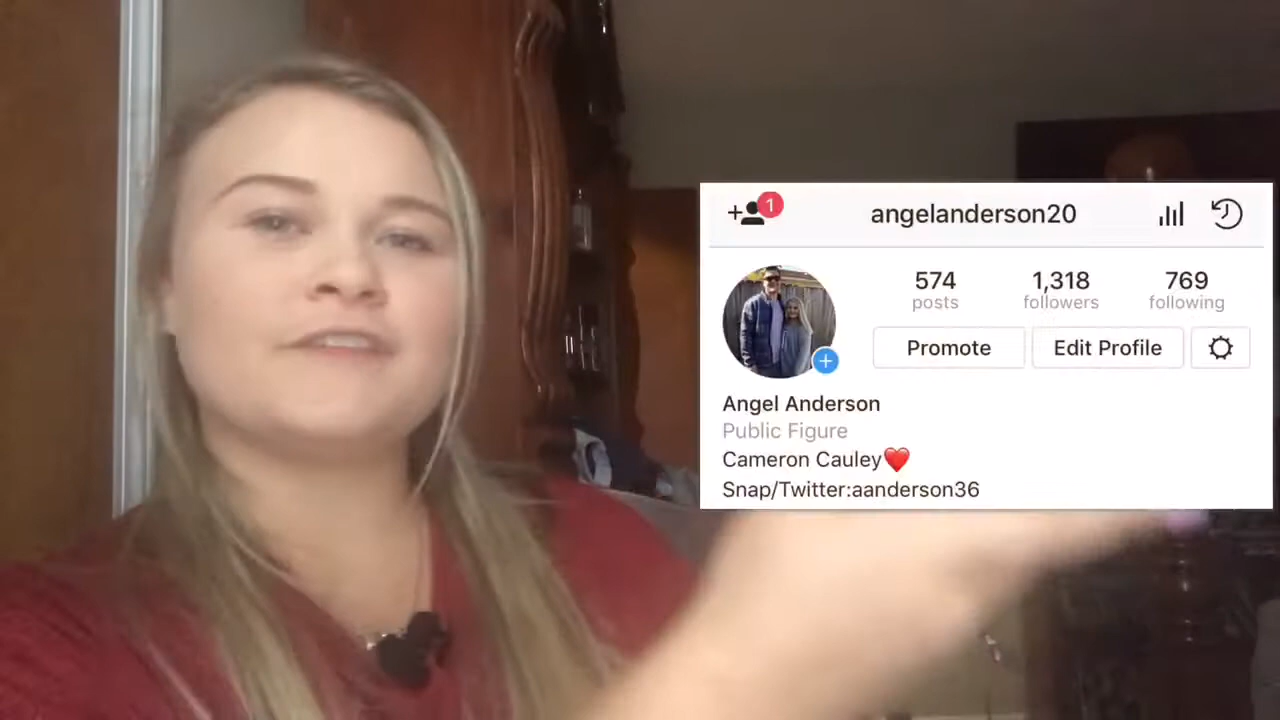 1
angelanderson20
574 1,318 769
posts followers following
Promote Edit Profile
Angel Anderson
Public Figure
Cameron Cauley❤️
Snap/Twitter:aanderson36